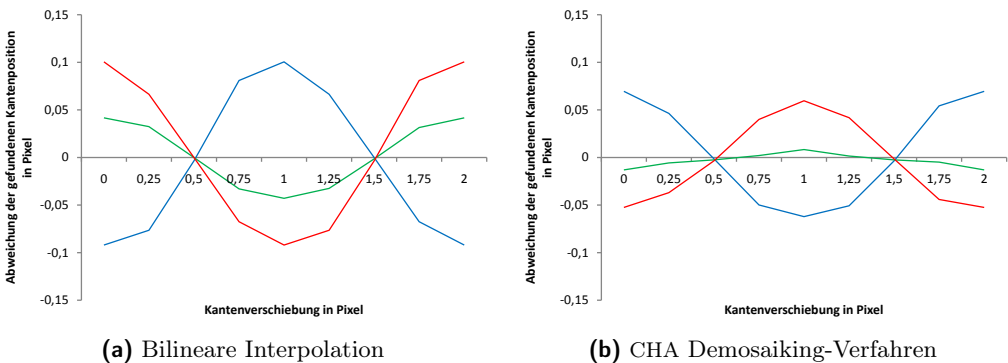 0,15
0,1
0,05
0
-0,05
-0,1
-0,15
Abweichung der gefundenen Kantenposition
in Pixel
0 0,25 0,5 0,75 1 1,25 1,5 1,75 2
Kantenverschiebung in Pixel
(a) Bilineare Interpolation
0,15
0,1
0,05
0
-0,05
-0,1
-0,15
Abweichung der gefundenen Kantenposition
in Pixel
0 0,25 0,5 0,75 1 1,25 1,5 1,75 2
Kantenverschiebung in Pixel
(b) CHA Demosaiking-Verfahren